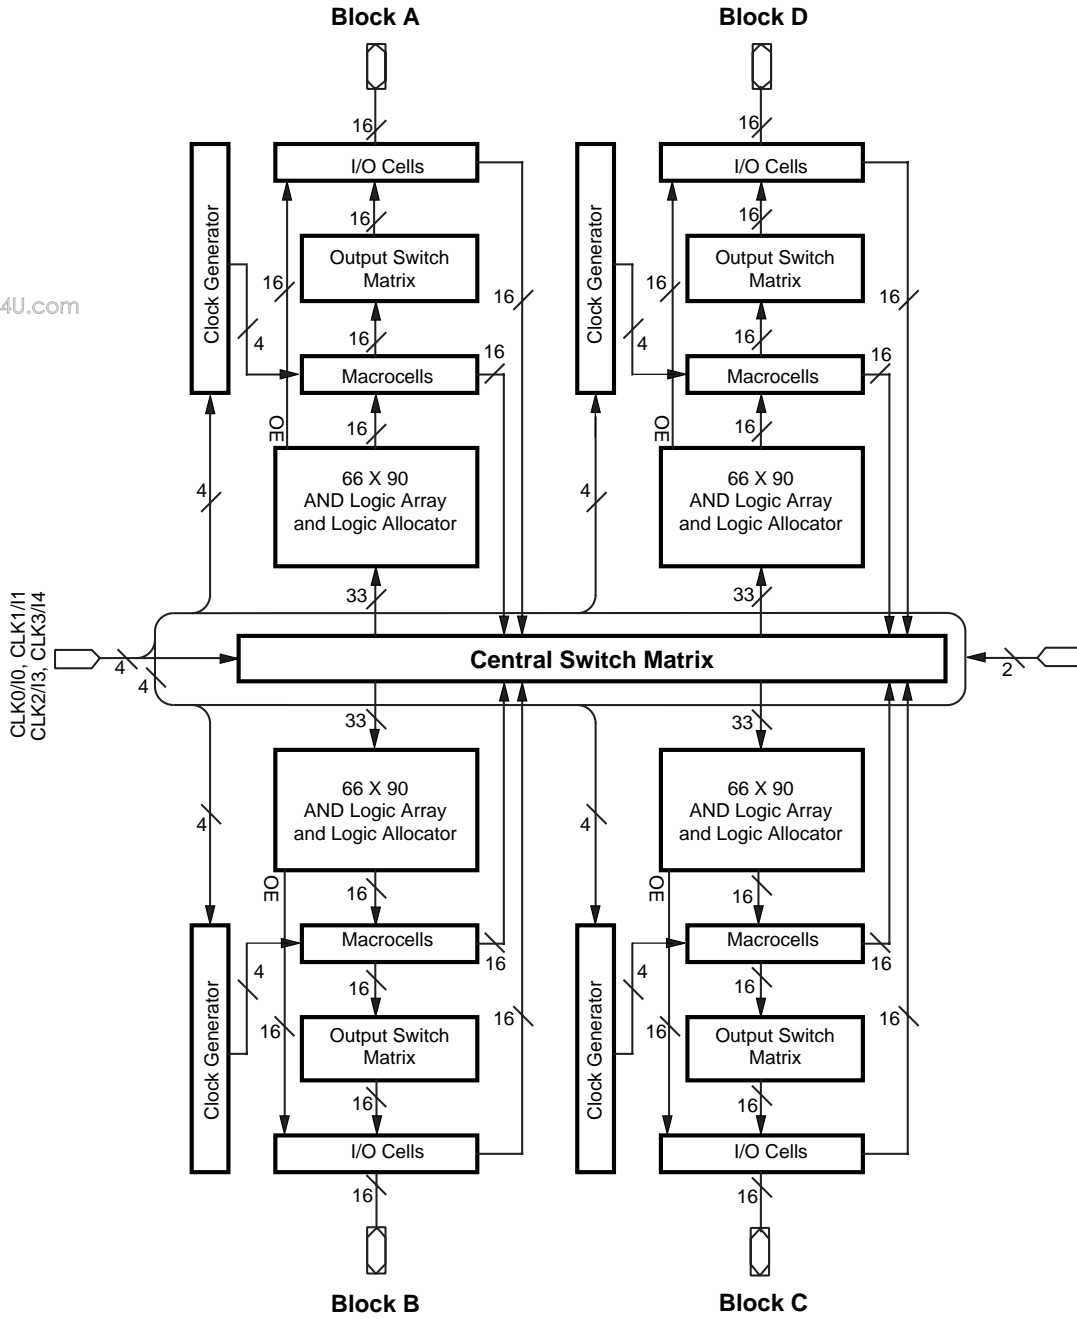 Block A
Block D
16
16
I/O Cells
I/O Cells
Clock Generator
Clock Generator
16
16
Output Switch
Matrix
Output Switch
Matrix
16
16
16
16
4U.com
4
4
16
16
16
16
Macrocells
Macrocells
OE
OE
16
16
66 X 90
AND Logic Array
and Logic Allocator
66 X 90
AND Logic Array
and Logic Allocator
4
4
33
33
CLK0/I0, CLK1/I1
CLK2/I3, CLK3/I4
4
4
Central Switch Matrix
2
33
33
66 X 90
AND Logic Array
and Logic Allocator
66 X 90
AND Logic Array
and Logic Allocator
4
4
OE
OE
16
16
Macrocells
Macrocells
16
16
4
4
16
16
Clock Generator
Clock Generator
16
16
16
16
Output Switch
Matrix
Output Switch
Matrix
16
16
I/O Cells
I/O Cells
16
16
Block B
Block C